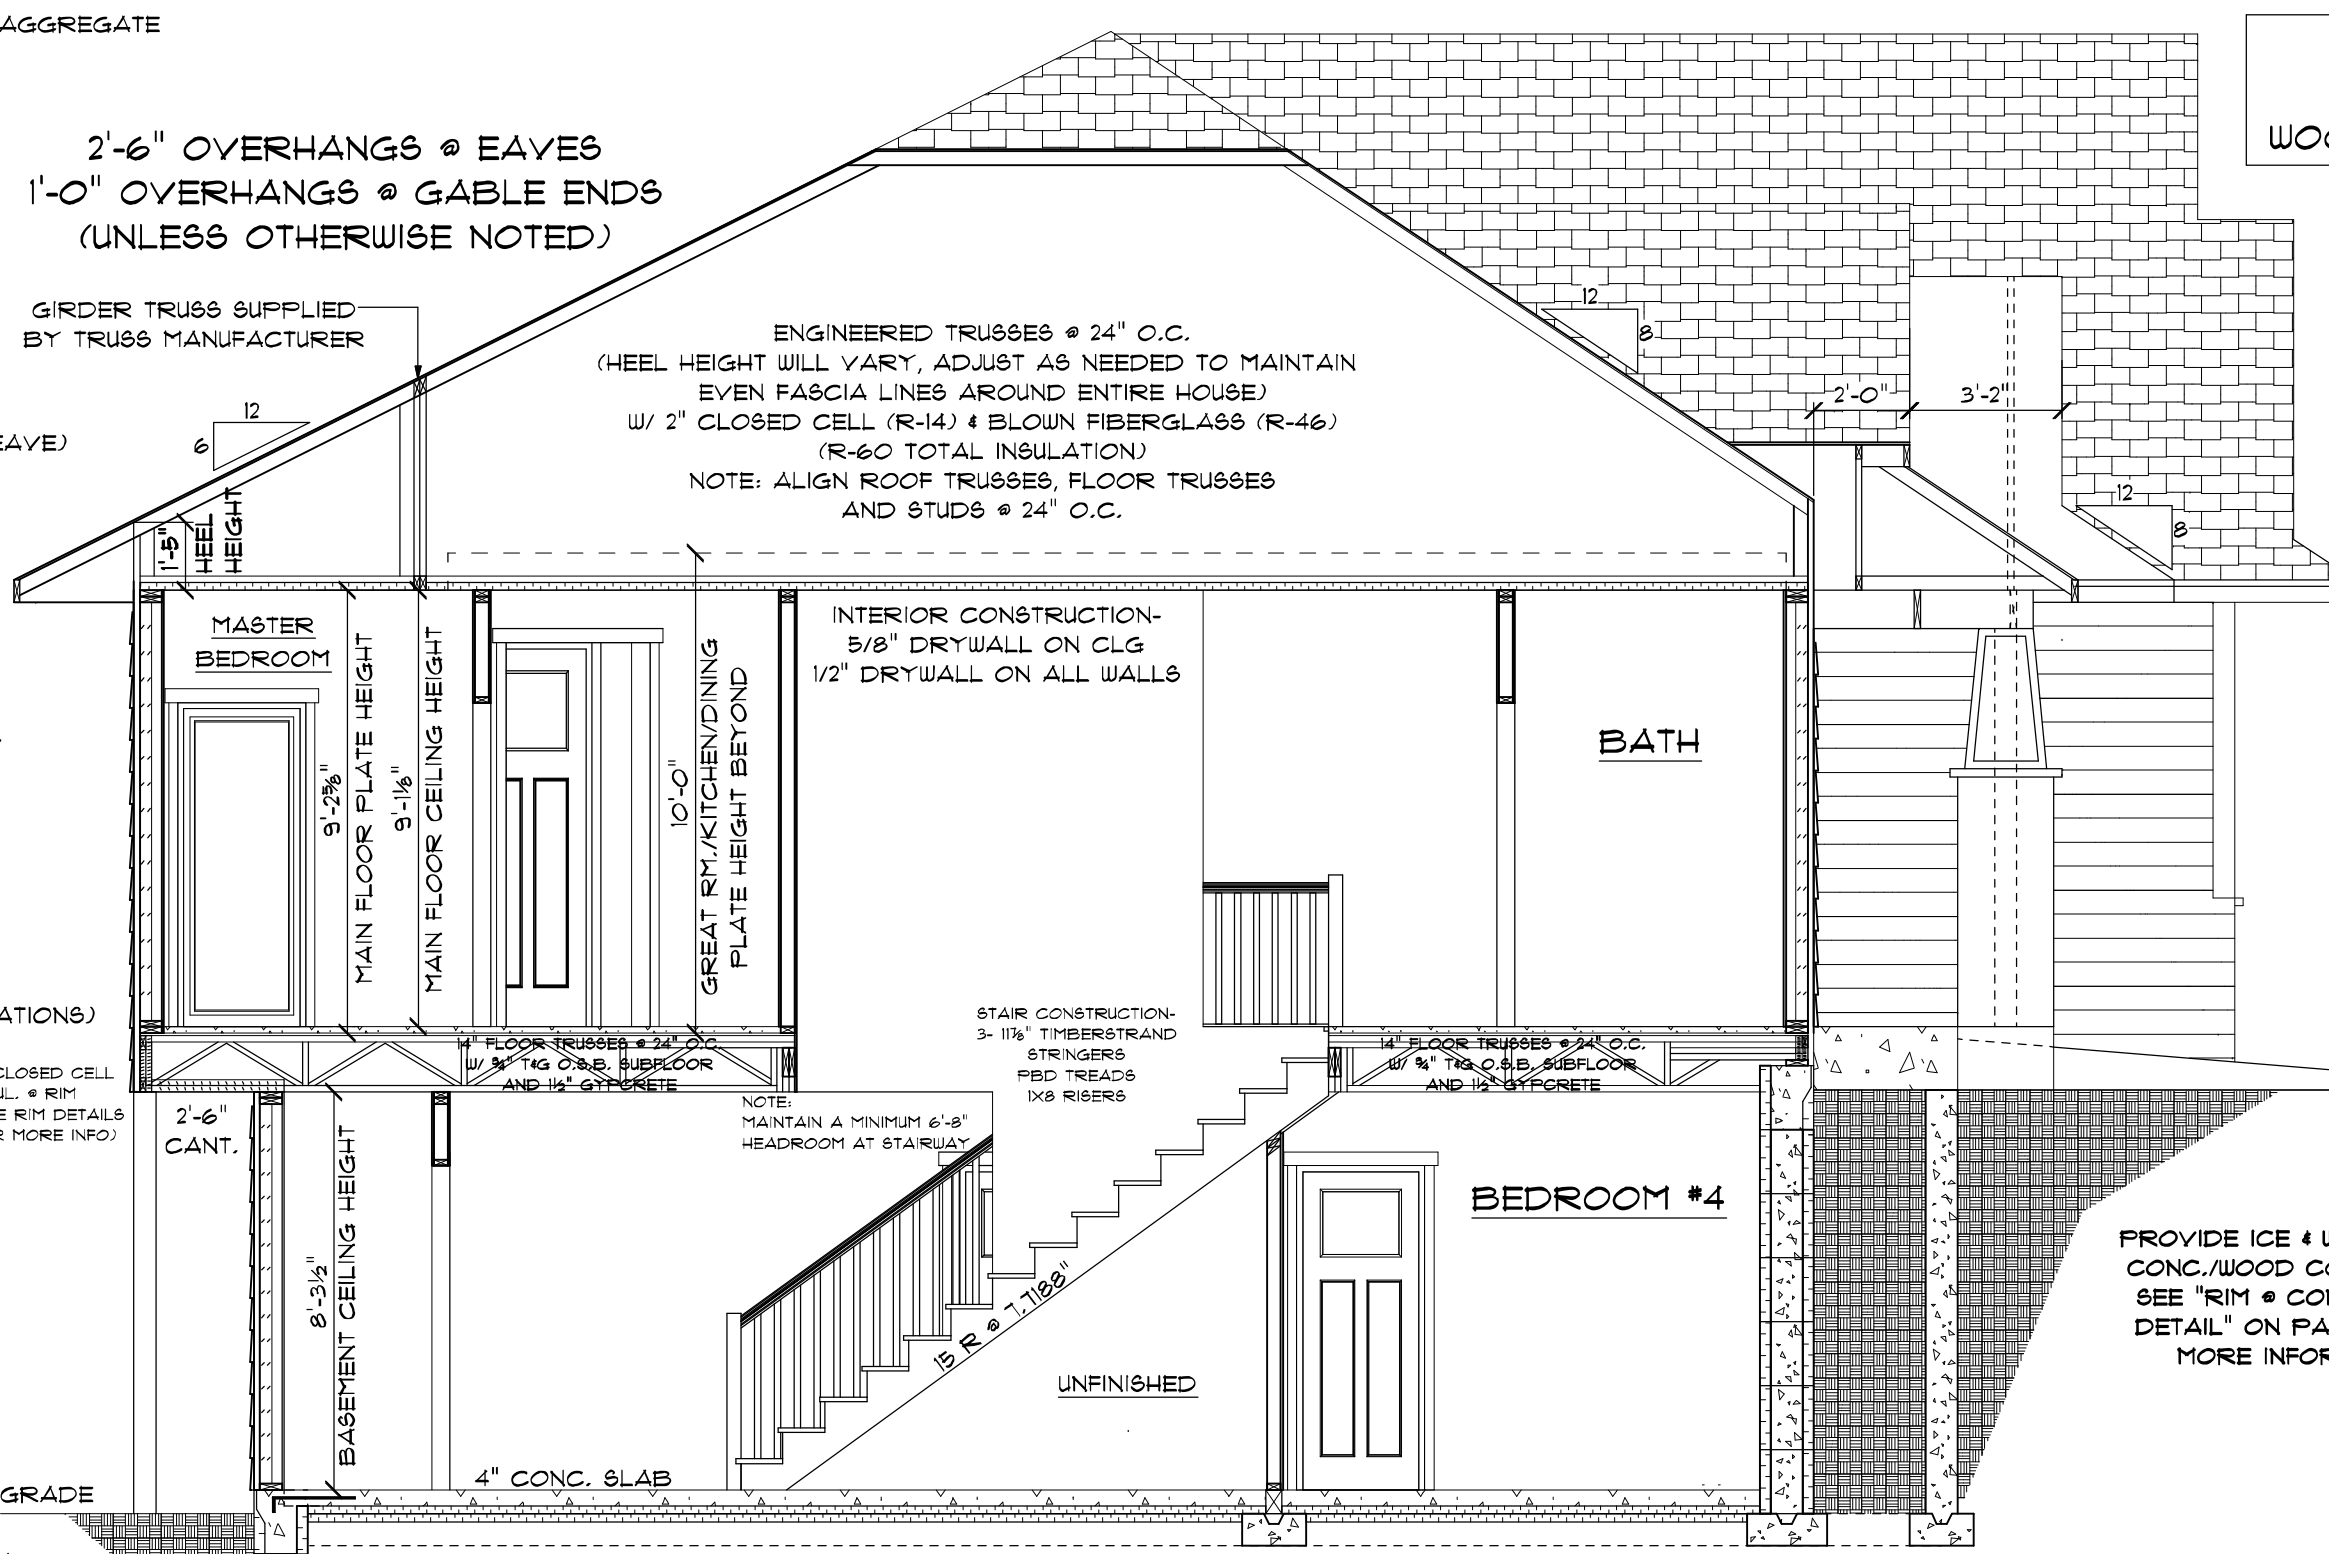 AGGREGATE
2'-6" OVERHANGS @ EAVES
1'-0" OVERHANGS @ GABLE ENDS
(UNLESS OTHERWISE NOTED)
GIRDER TRUSS SUPPLIED
BY TRUSS MANUFACTURER
12
6
EAVE)
1'-5"
HEEL
HEIGHT
ENGINEERED TRUSSES @ 24" O.C.
(HEEL HEIGHT WILL VARY, ADJUST AS NEEDED TO MAINTAIN
EVEN FASCIA LINES AROUND ENTIRE HOUSE)
W/ 2" CLOSED CELL (R-14) & BLOWN FIBERGLASS (R-46)
(R-60 TOTAL INSULATION)
NOTE: ALIGN ROOF TRUSSES, FLOOR TRUSSES
AND STUDS @ 24" O.C.
12
8
2'-0"
3'-2"
12
8
MASTER
BEDROOM
9'-2⅝"
MAIN FLOOR PLATE HEIGHT
9'-1⅛"
MAIN FLOOR CEILING HEIGHT
10'-0"
GREAT RM./KITCHEN/DINING
PLATE HEIGHT BEYOND
INTERIOR CONSTRUCTION-
5/8" DRYWALL ON CLG
1/2" DRYWALL ON ALL WALLS
BATH
STAIR CONSTRUCTION-
3- 11⅞" TIMBERSTRAND
STRINGERS
PBD TREADS
1X8 RISERS
14" FLOOR TRUSSES @ 24" O.C.
W/ ¾" T&G O.S.B. SUBFLOOR
AND 1½" GYPCRETE
14" FLOOR TRUSSES @ 24" O.C.
W/ ¾" T&G O.S.B. SUBFLOOR
AND 1½" GYPCRETE
CLOSED CELL
@ RIM
RIM DETAILS
MORE INFO)
2'-6"
CANT.
NOTE:
MAINTAIN A MINIMUM 6'-8"
HEADROOM AT STAIRWAY
8'-3½"
BASEMENT CEILING HEIGHT
15 R @ 7.7188"
BEDROOM #4
UNFINISHED
4" CONC. SLAB
GRADE
PROVIDE ICE &
CONC./WOOD
SEE "RIM @
DETAIL" ON
MORE